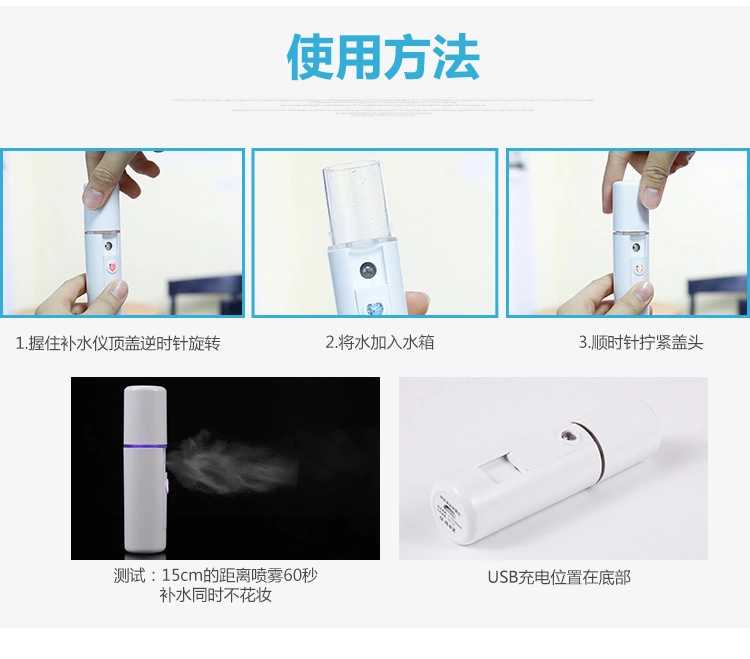 使用方法
1.握住补水仪顶盖逆时针旋转
2.将水加入水箱
3.顺时针拧紧盖头
测试：15cm的距离喷雾60秒
补水同时不花妆
USB充电位置在底部